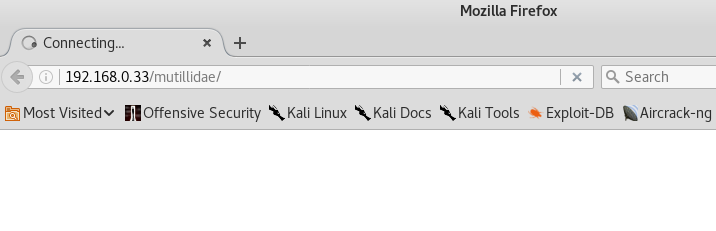 Mozilla Firefox
Connecting...
192.168.0.33/mutillidae/ Search
Most Visited Offensive Security Kali Linux Kali Docs Kali Tools Exploit-DB Aircrack-ng